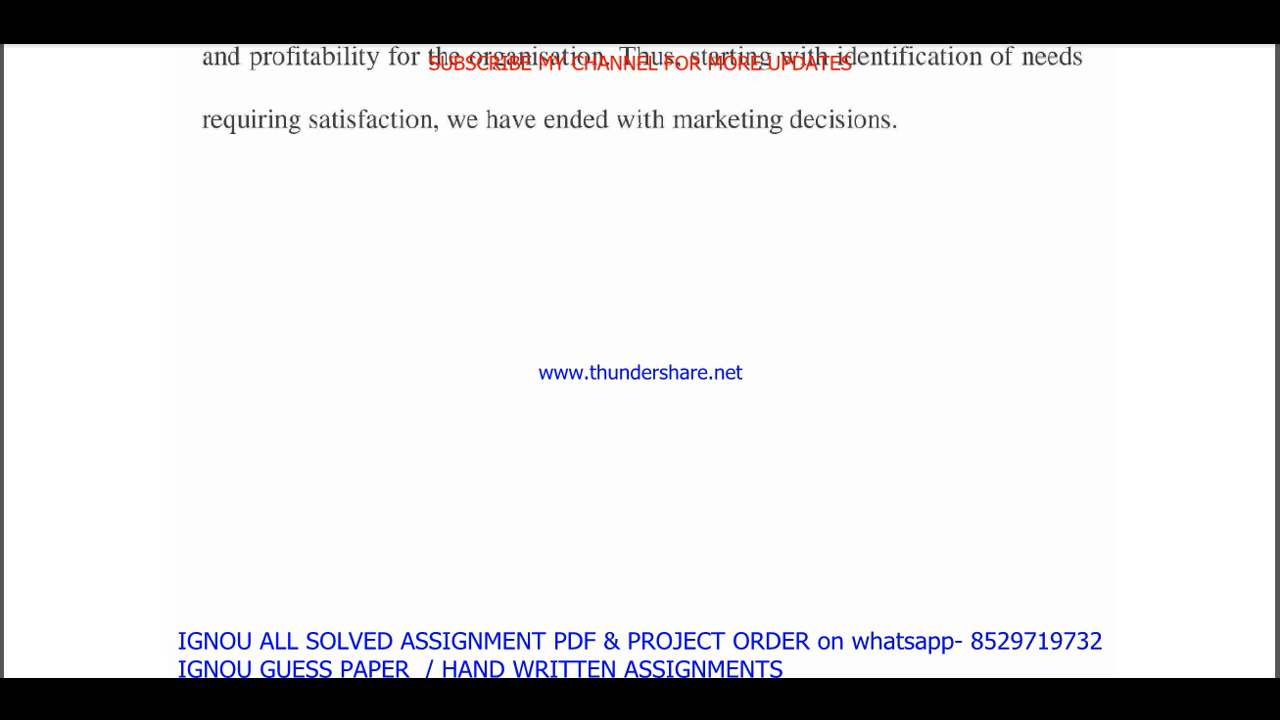 and profitability for the organisation. Thus, starting with identification of needs
SUBSCRIBE MY CHANNEL FOR MORE UPDATES
requiring satisfaction, we have ended with marketing decisions.
www.thundershare.net
IGNOU ALL SOLVED ASSIGNMENT PDF & PROJECT ORDER on whatsapp- 8529719732
IGNOU GUESS PAPER / HAND WRITTEN ASSIGNMENTS